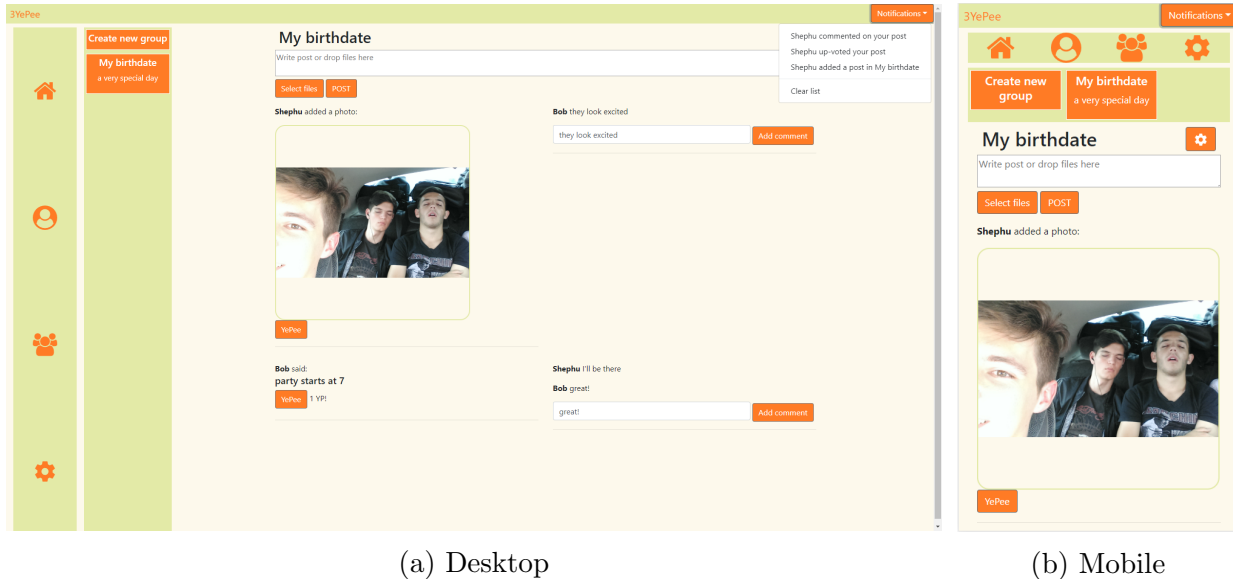 3YePee
Notifications
Create new group
My birthdate
a very special day
My birthdate
Write post or drop files here
Select files POST
Shephu commented on your post
Shephu up-voted your post
Shephu added a post in My birthdate
Clear list
Shephu added a photo:
YePee
Bob they look excited
they look excited
Add comment
Bob said:
party starts at 7
YePee 1 YP!
Shephu I'll be there
Bob great!
great!
Add comment
(a) Desktop
3YePee
Notifications
Create new
group
My birthdate
a very special day
My birthdate
Write post or drop files here
Select files POST
Shephu added a photo:
YePee
(b) Mobile